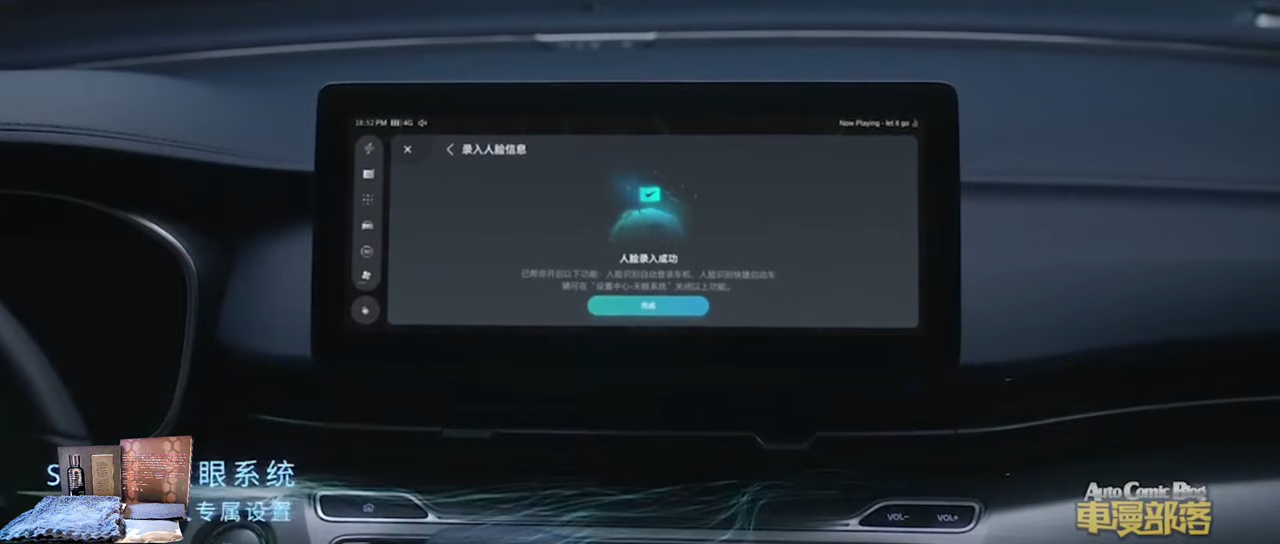 18:52 PM 4G
Now Playing - let it go
录入人脸信息
人脸录入成功
已帮你开启以下功能：人脸识别自动登录车机、人脸识别快捷启动车
辆可在“设置中心-天眼系统”关闭以上功能。
完成
S 眼系统
专属设置
VOL- VOL+
Auto Comic Blog
車漫部落